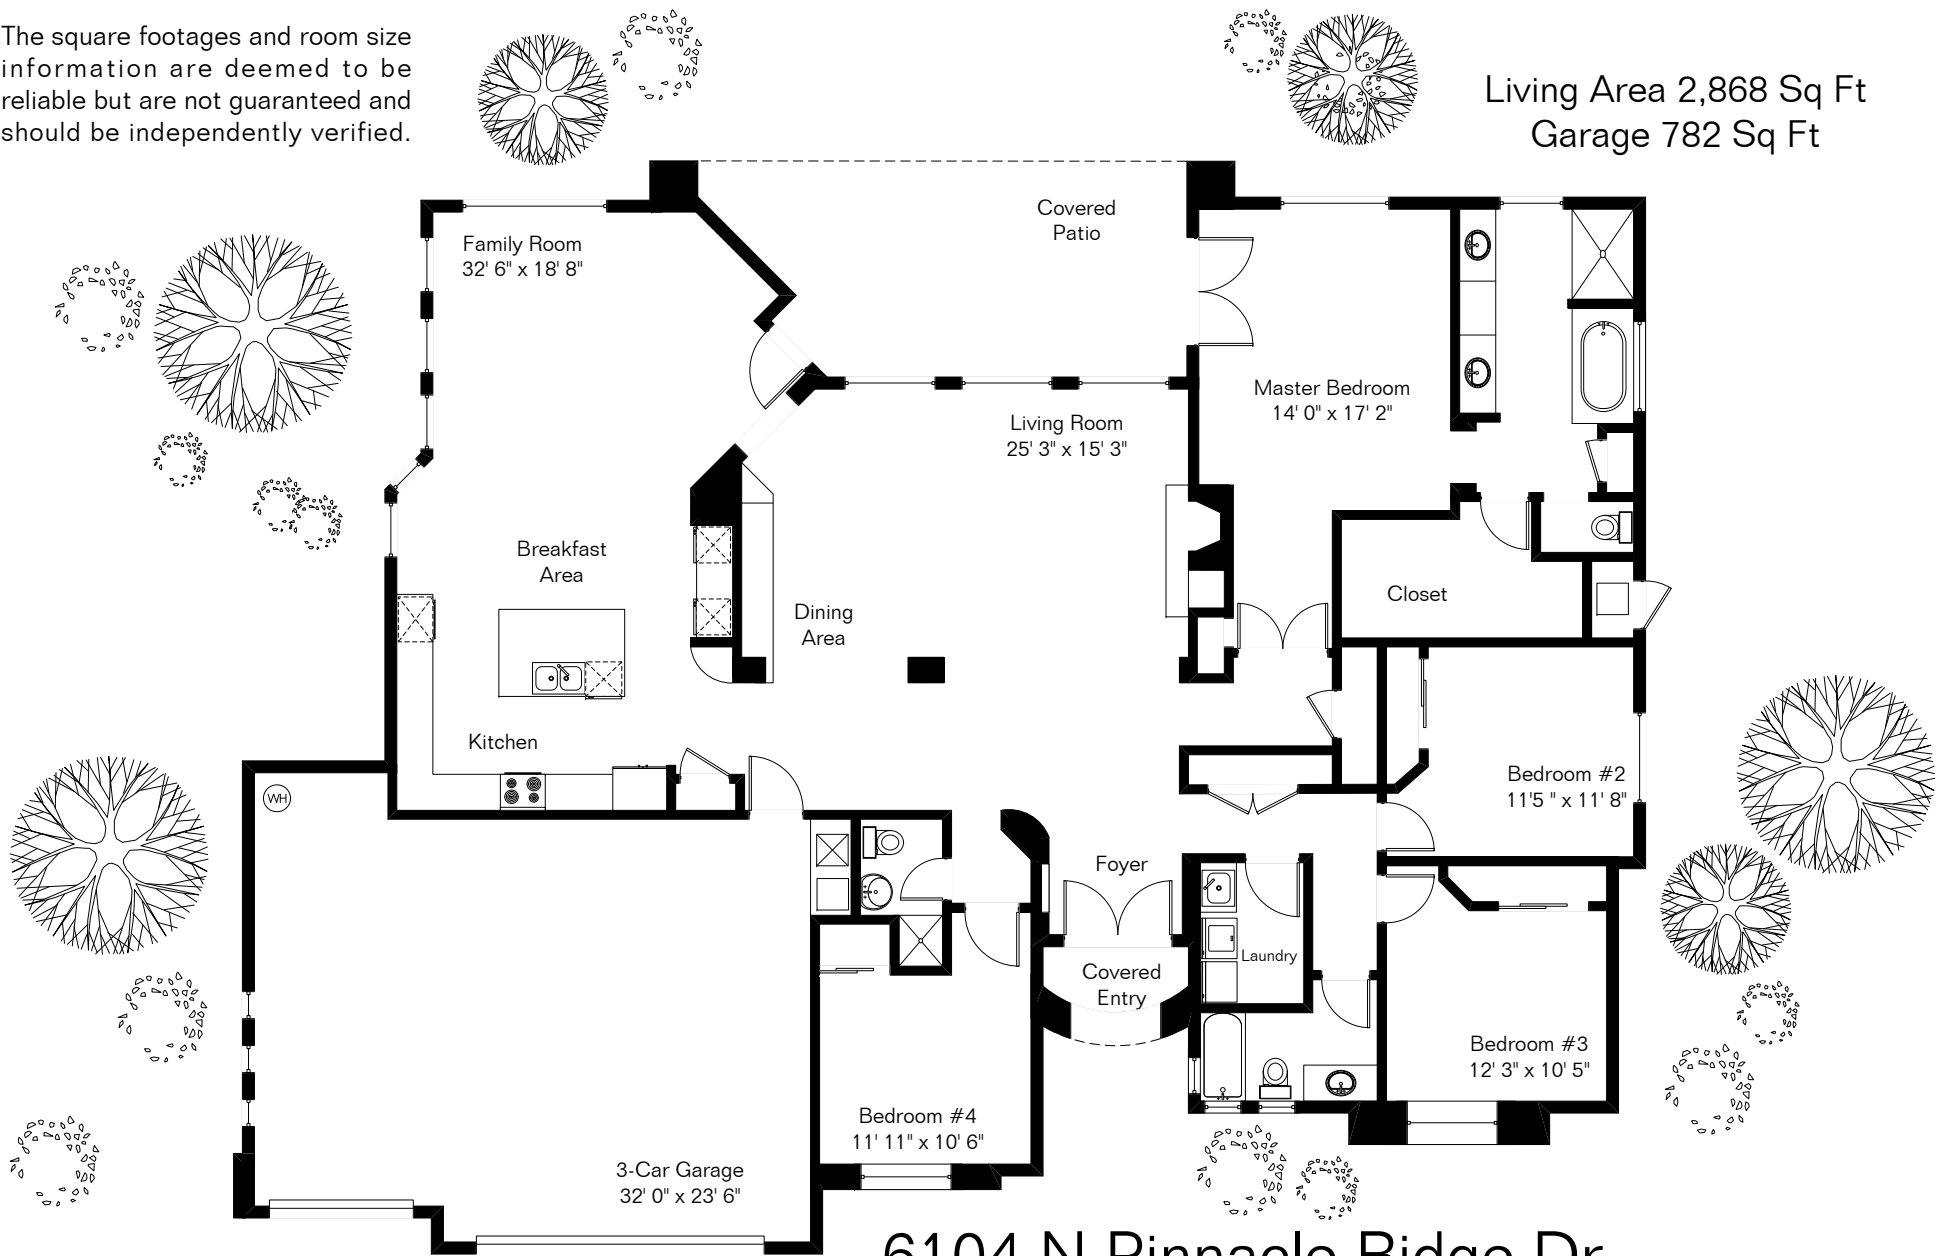 The square footages and room size
information are deemed to be
reliable but are not guaranteed and
should be independently verified.
Living Area 2,868 Sq Ft
Garage 782 Sq Ft
Covered
Patio
Family Room
32' 6" x 18' 8"
Master Bedroom
14' 0" x 17' 2"
Living Room
25' 3" x 15' 3"
Breakfast
Area
Dining
Area
Closet
Kitchen
Bedroom #2
11'5 " x 11' 8"
WH
Foyer
Laundry
Covered
Entry
Bedroom #3
12' 3" x 10' 5"
Bedroom #4
11' 11" x 10' 6"
3-Car Garage
32' 0" x 23' 6"
6104 N Pinnacle Ridge Dr